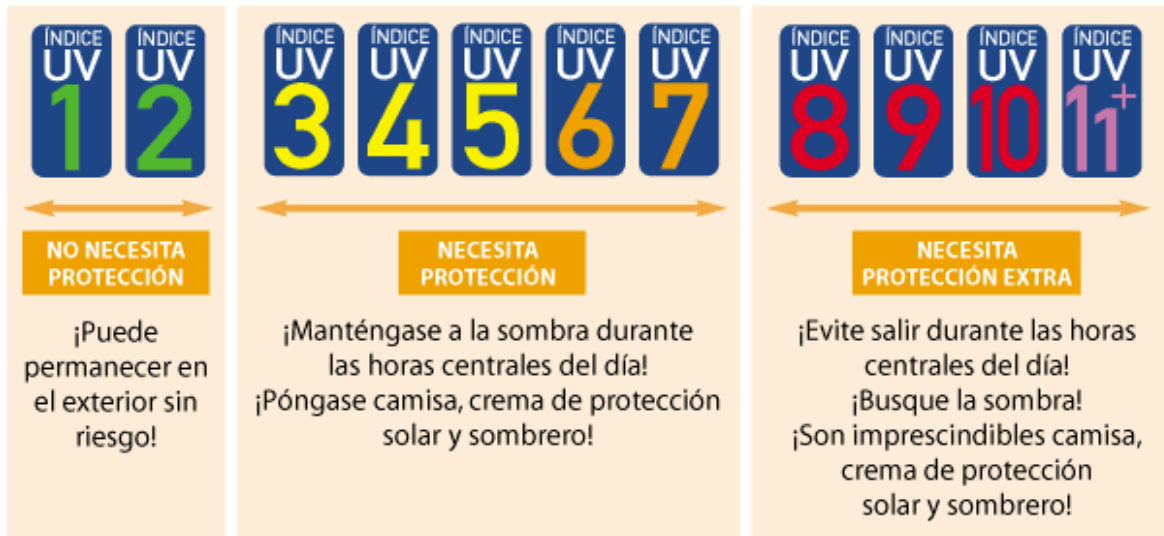 ÍNDICE
UV
1
ÍNDICE
UV
2
NO NECESITA
PROTECCIÓN
¡Puede
permanecer en
el exterior sin
riesgo!
ÍNDICE
UV
3
ÍNDICE
UV
4
ÍNDICE
UV
5
ÍNDICE
UV
6
ÍNDICE
UV
7
NECESITA
PROTECCIÓN
¡Manténgase a la sombra durante
las horas centrales del día!
¡Póngase camisa, crema de protección
solar y sombrero!
ÍNDICE
UV
8
ÍNDICE
UV
9
ÍNDICE
UV
10
ÍNDICE
UV
11+
NECESITA
PROTECCIÓN EXTRA
¡Evite salir durante las horas
centrales del día!
¡Busque la sombra!
¡Son imprescindibles camisa,
crema de protección
solar y sombrero!